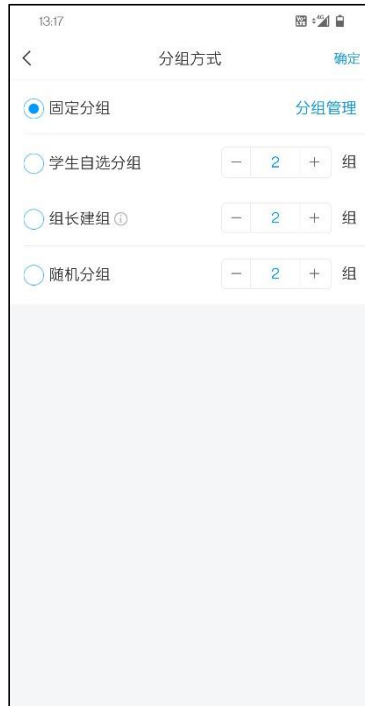 13:17
分组方式 确定
固定分组 分组管理
学生自选分组 − 2 + 组
组长建组 − 2 + 组
随机分组 − 2 + 组